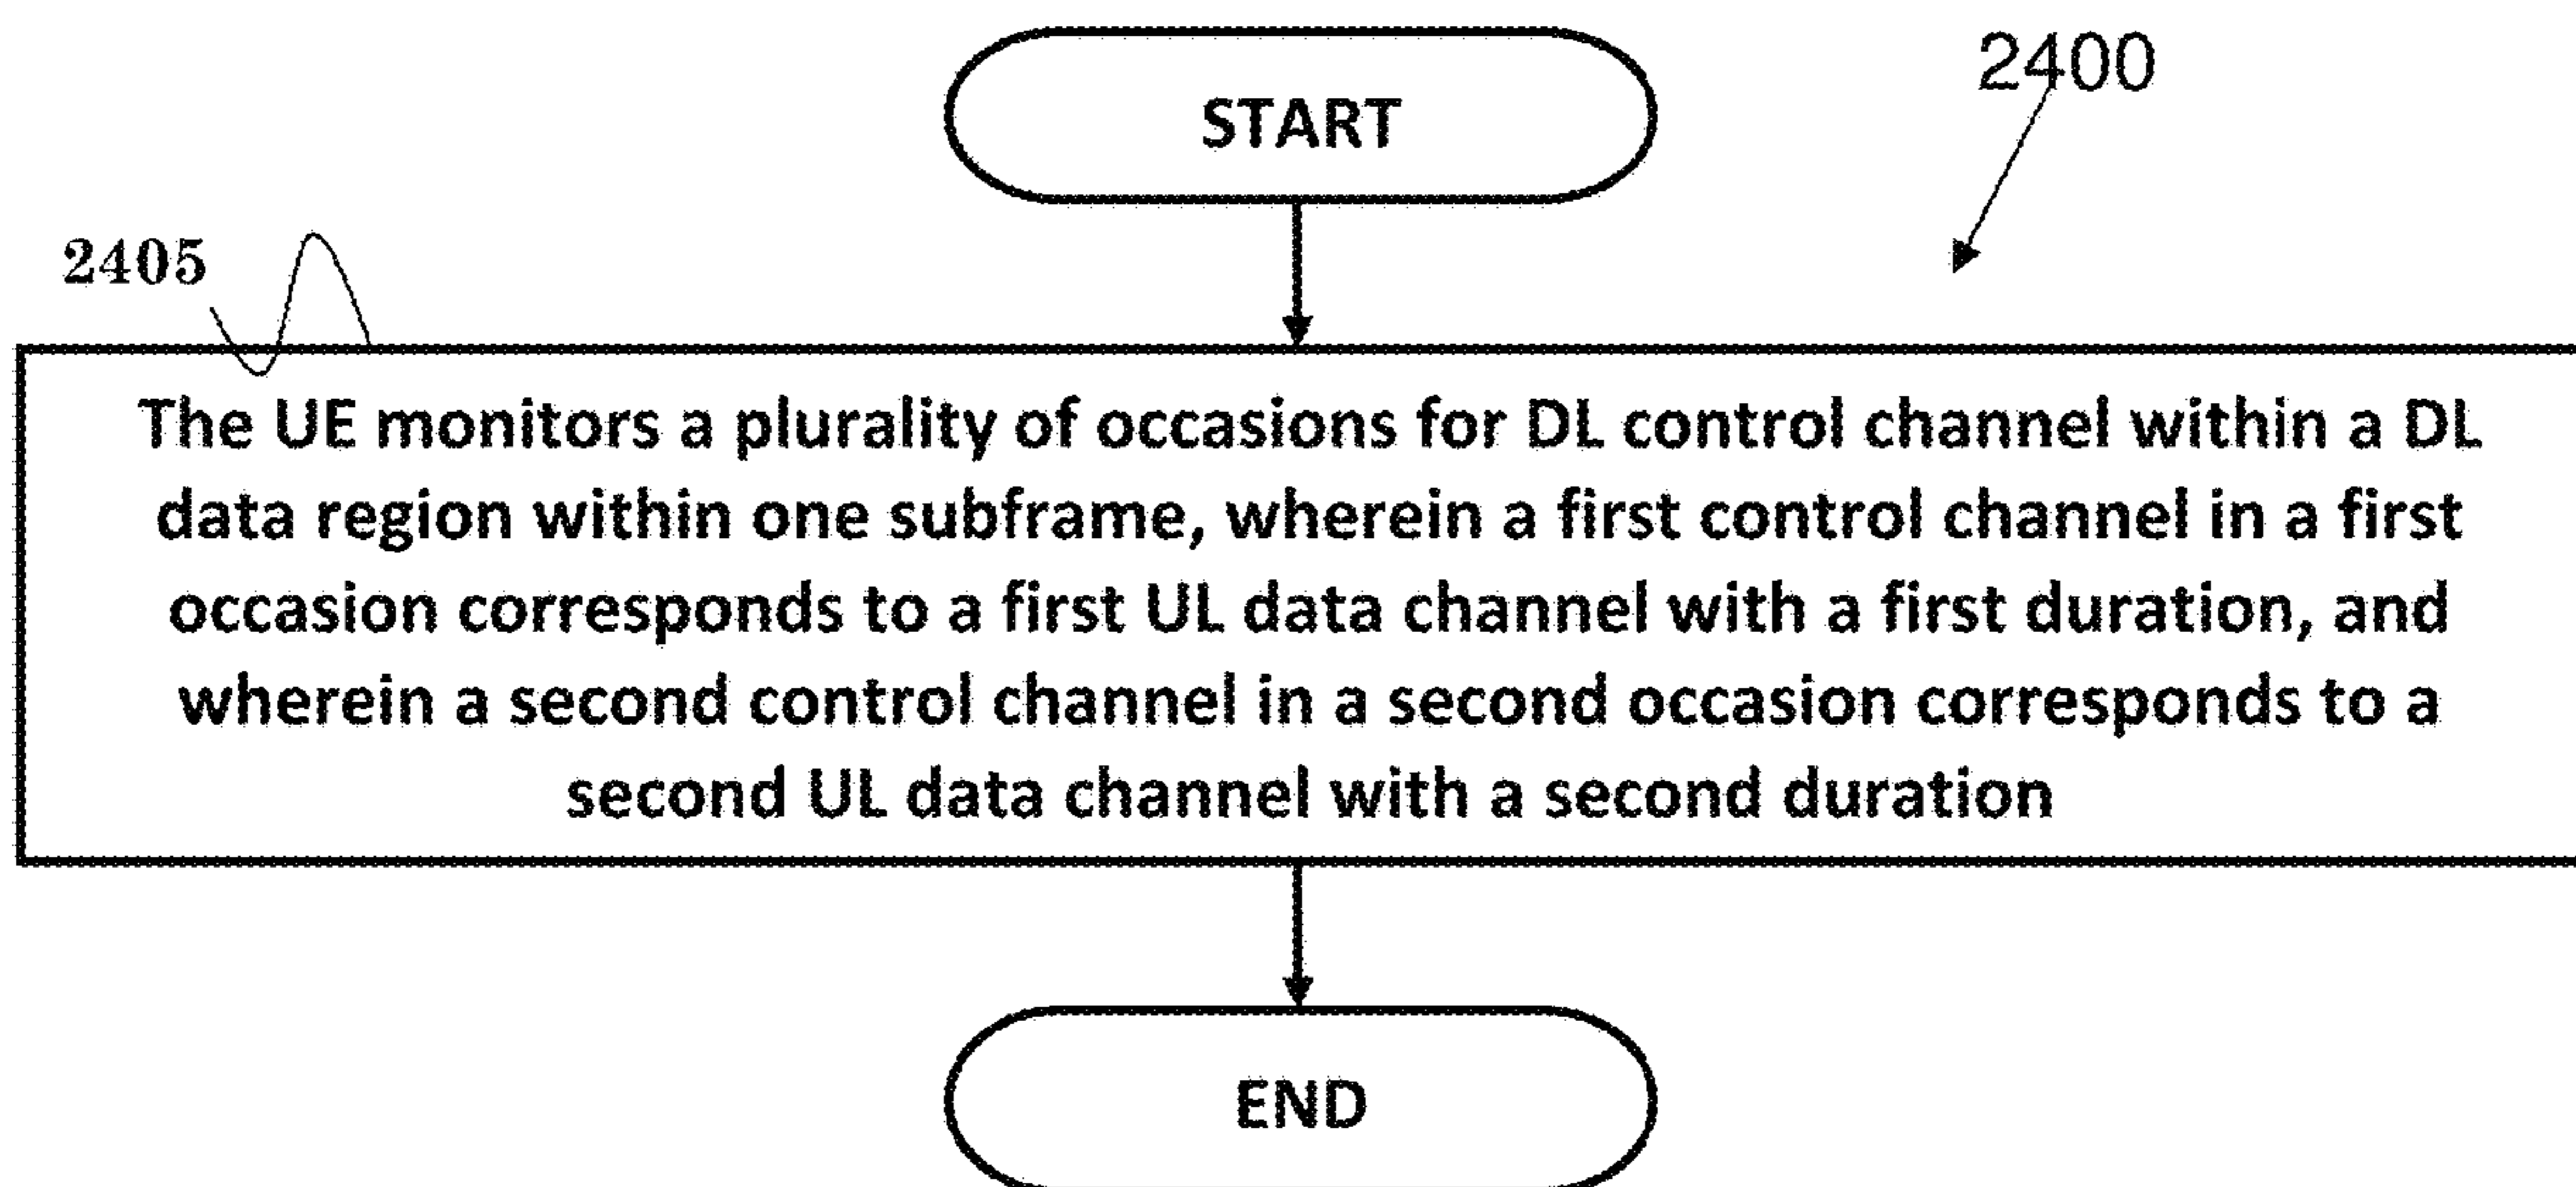 2400
START
2405
The UE monitors a plurality of occasions for DL control channel within a DL
data region within one subframe, wherein a first control channel in a first
occasion corresponds to a first UL data channel with a first duration, and
wherein a second control channel in a second occasion corresponds to a
second UL data channel with a second duration
END